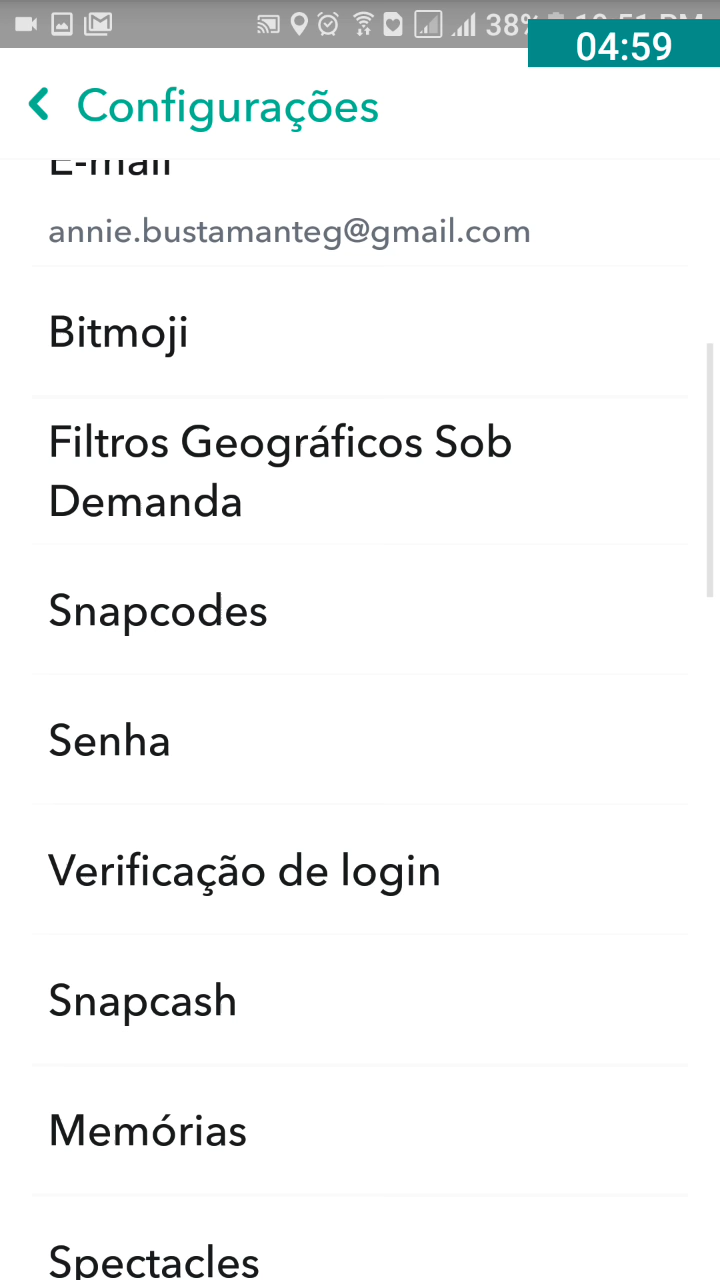 38%
04:59
Configurações
E-mail
annie.bustamanteg@gmail.com
Bitmoji
Filtros Geográficos Sob
Demanda
Snapcodes
Senha
Verificação de login
Snapcash
Memórias
Spectacles